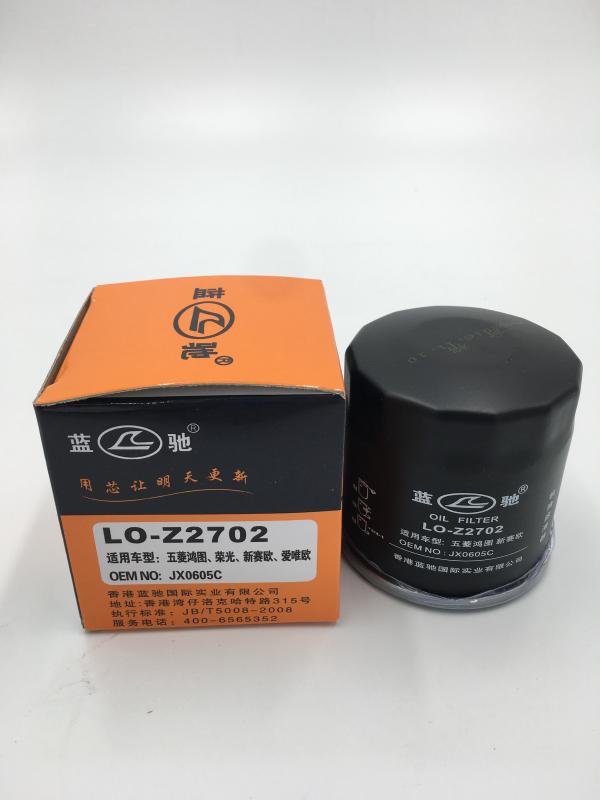 蓝 驰®
蓝 驰®
用芯让明天更新
LO-Z2702
适用车型：五菱鸿图、荣光、新赛欧、爱唯欧
OEM NO: JX0605C
香港蓝驰国际实业有限公司
地址:香港湾仔洛克哈特路315号
执行标准：JB/T5008-2008
服务电话：400-6565352
蓝 驰®
OIL FILTER
LO-Z2702
适用车型：五菱鸿图 新赛欧
OEM NO: JX0605C
香港蓝驰国际实业有限公司